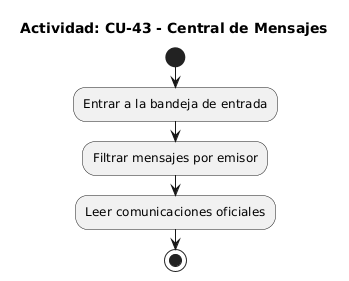 Actividad: CU-43 - Central de Mensajes
Entrar a la bandeja de entrada
Filtrar mensajes por emisor
Leer comunicaciones oficiales